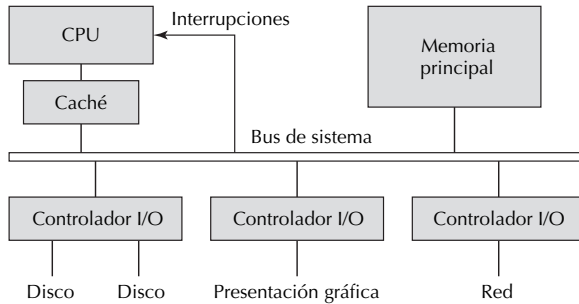 CPU
Interrupciones
Memoria
principal
Caché
Bus de sistema
Controlador I/O
Controlador I/O
Controlador I/O
Disco
Disco
Presentación gráfica
Red